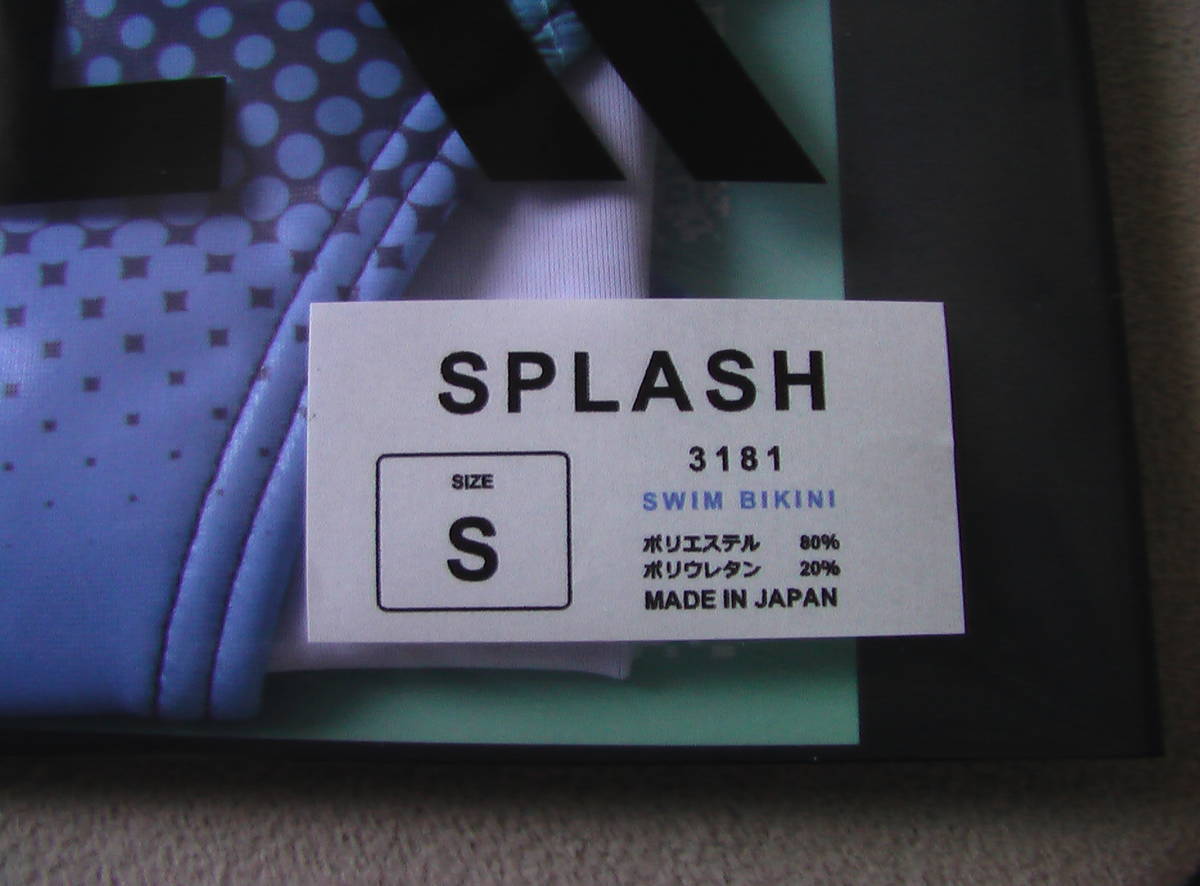 SPLASH
SIZE
S
3181
SWIM BIKINI
ポリエステル 80%
ポリウレタン 20%
MADE IN JAPAN